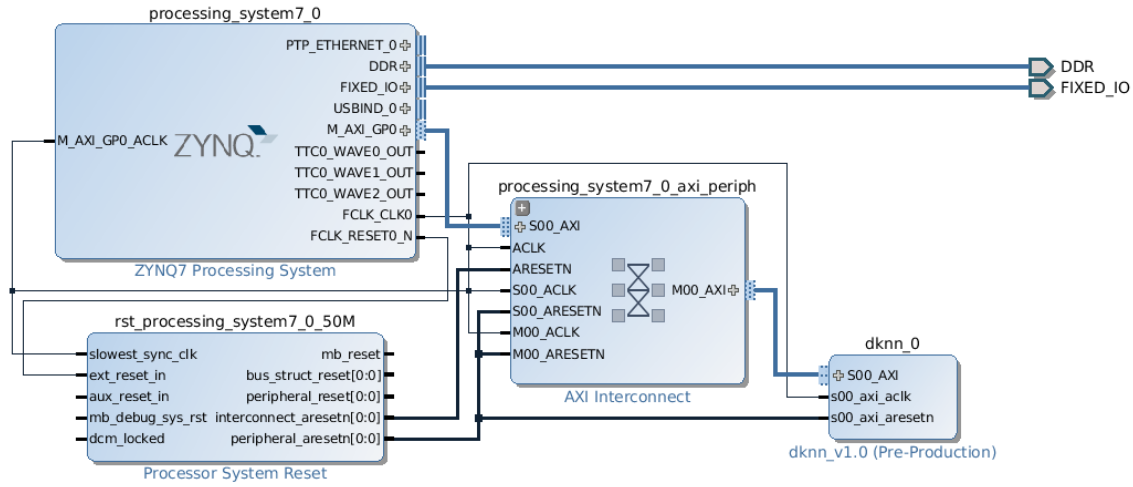 processing_system7_0
PTP_ETHERNET_0
DDR
FIXED_IO
USBIND_0
M_AXI_GP0
M_AXI_GP0_ACLK
ZYNQ
TTC0_WAVE0_OUT
TTC0_WAVE1_OUT
TTC0_WAVE2_OUT
FCLK_CLK0
FCLK_RESET0_N
ZYNQ7 Processing System
DDR
FIXED_IO
processing_system7_0_axi_periph
S00_AXI
ACLK
ARESETN
S00_ACLK
M00_AXI
S00_ARESETN
M00_ACLK
M00_ARESETN
AXI Interconnect
rst_processing_system7_0_50M
slowest_sync_clk
mb_reset
ext_reset_in
bus_struct_reset[0:0]
aux_reset_in
peripheral_reset[0:0]
mb_debug_sys_rst
interconnect_aresetn[0:0]
dcm_locked
peripheral_aresetn[0:0]
Processor System Reset
dknn_0
S00_AXI
s00_axi_aclk
s00_axi_aresetn
dknn_v1.0 (Pre-Production)